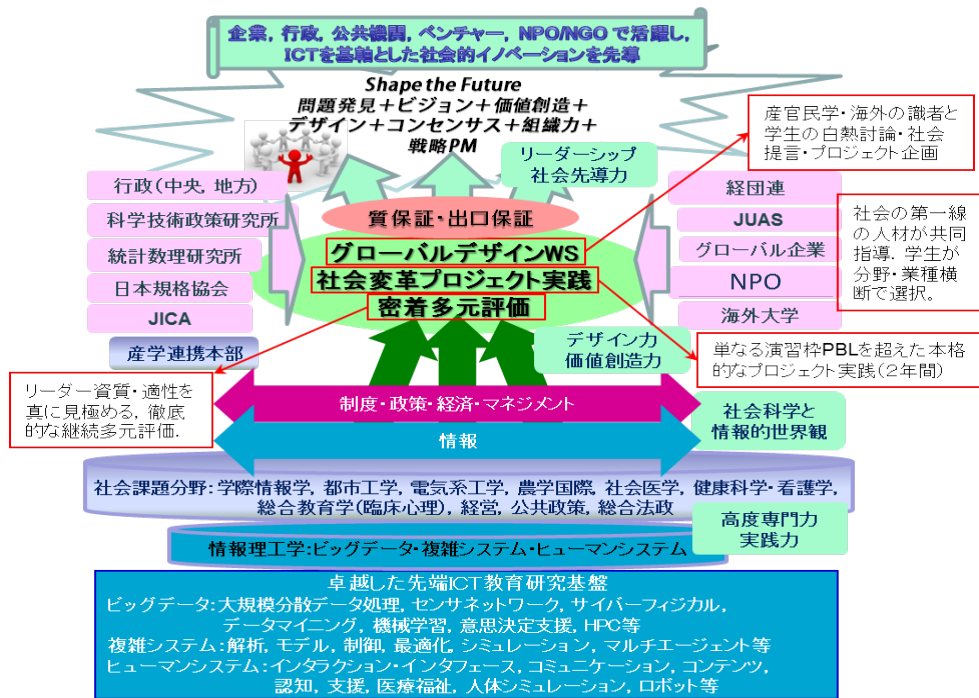 企業, 行政, 公共機関, ベンチャー, NPO/NGO で活躍し,
ICTを基軸とした社会的イノベーションを先導
Shape the Future
問題発見＋ビジョン＋価値創造＋
デザイン＋コンセンサス＋組織力＋
戦略PM
リーダーシップ
社会先導力
産官民学・海外の識者と
学生の白熱討論・社会
提言・プロジェクト企画
行政(中央, 地方)
科学技術政策研究所
統計数理研究所
日本規格協会
JICA
産学連携本部
質保証・出口保証
グローバルデザインWS
社会変革プロジェクト実践
密着多元評価
経団連
JUAS
グローバル企業
NPO
海外大学
社会の第一線
の人材が共同
指導. 学生が
分野・業種横
断で選択。
デザイン力
価値創造力
単なる演習枠PBLを超えた本格
的なプロジェクト実践(２年間)
リーダー資質・適性を
真に見極める, 徹底
的な継続多元評価.
制度・政策・経済・マネジメント
情報
社会科学と
情報的世界観
社会課題分野:学際情報学, 都市工学, 電気系工学, 農学国際, 社会医学, 健康科学・看護学,
総合教育学(臨床心理), 経営, 公共政策, 総合法政
高度専門力
実践力
情報理工学:ビッグデータ・複雑システム・ヒューマンシステム
卓越した先端ICT教育研究基盤
ビッグデータ:大規模分散データ処理, センサネットワーク, サイバーフィジカル,
データマイニング, 機械学習, 意思決定支援, HPC等
複雑システム:解析, モデル, 制御, 最適化, シミュレーション, マルチエージェント等
ヒューマンシステム:インタラクション・インタフェース, コミュニケーション, コンテンツ,
認知, 支援, 医療福祉, 人体シミュレーション, ロボット等